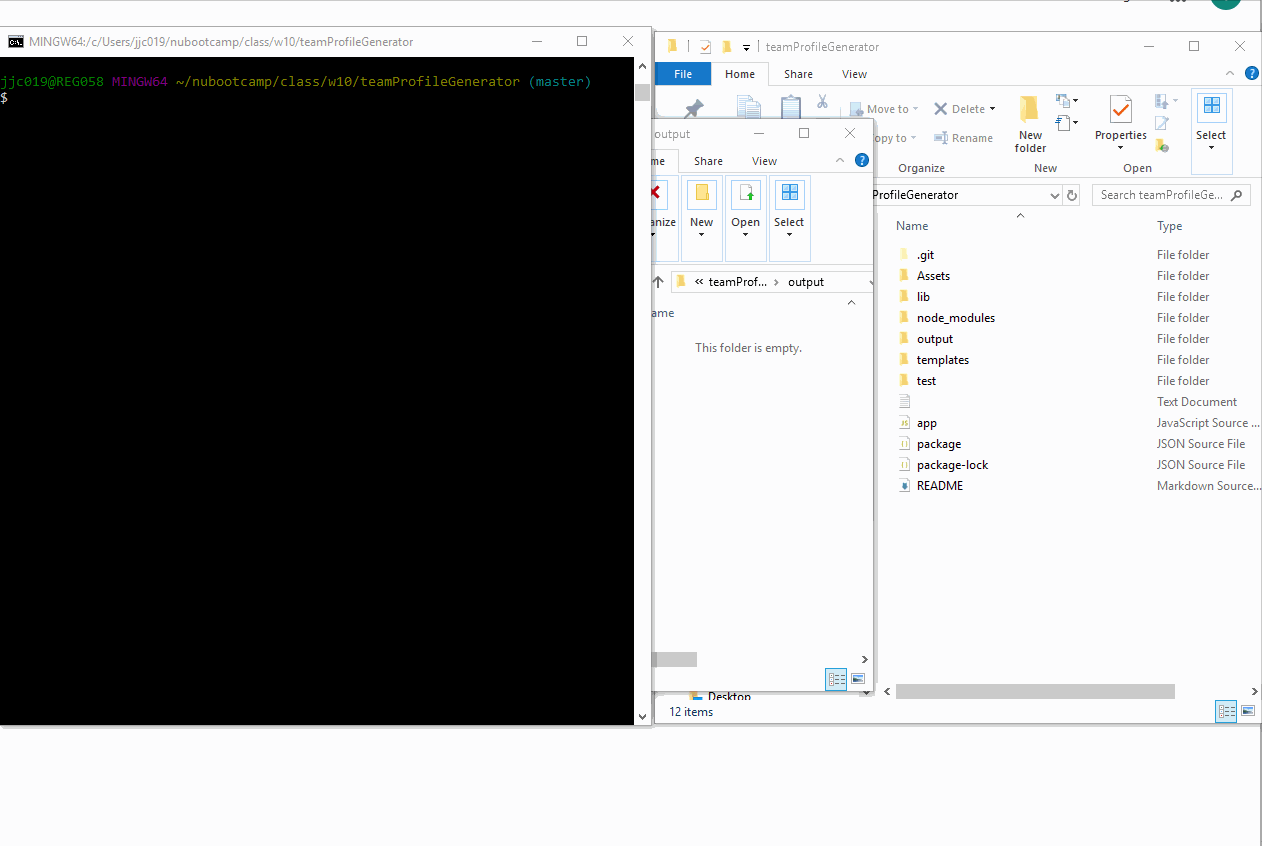 MINGW64:/c/Users/jjc019/nubootcamp/class/w10/teamProfileGenerator
jjc019@REG058 MINGW64 ~/nubootcamp/class/w10/teamProfileGenerator (master)
$
teamProfileGenerator
File Home Share View
Move to Delete
opy to Rename
New folder
Properties
Select
Organize New Open
ProfileGenerator
Search teamProfileGe...
Name Type
.git File folder
Assets File folder
lib File folder
node_modules File folder
output File folder
templates File folder
test File folder
Text Document
app JavaScript Source ...
package JSON Source File
package-lock JSON Source File
README Markdown Source...
output
me Share View
anize New Open Select
« teamProf... › output
ame
This folder is empty.
Desktop
12 items